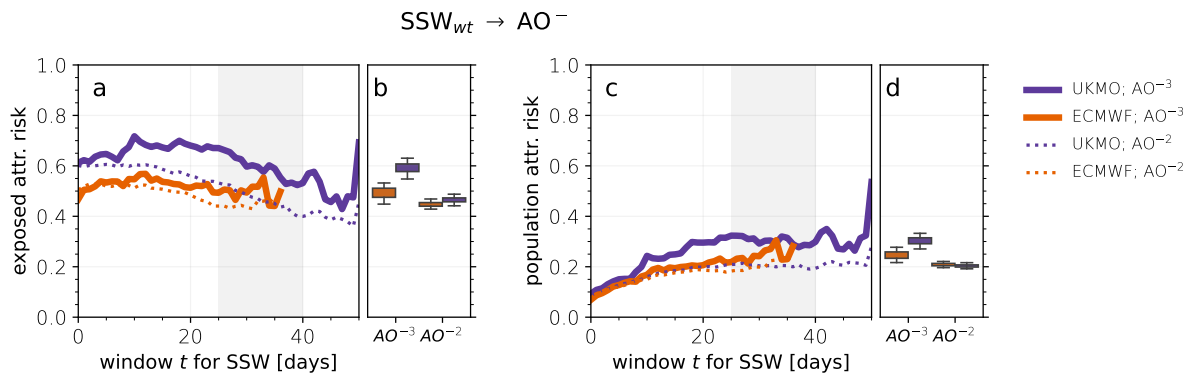 SSW_wt → AO⁻
exposed attr. risk
1.0
0.8
0.6
0.4
0.2
0.0
a
0
20
40
window t for SSW [days]
b
AO⁻³ AO⁻²
population attr. risk
1.0
0.8
0.6
0.4
0.2
0.0
c
0
20
40
window t for SSW [days]
d
AO⁻³ AO⁻²
UKMO; AO⁻³
ECMWF; AO⁻³
UKMO; AO⁻²
ECMWF; AO⁻²